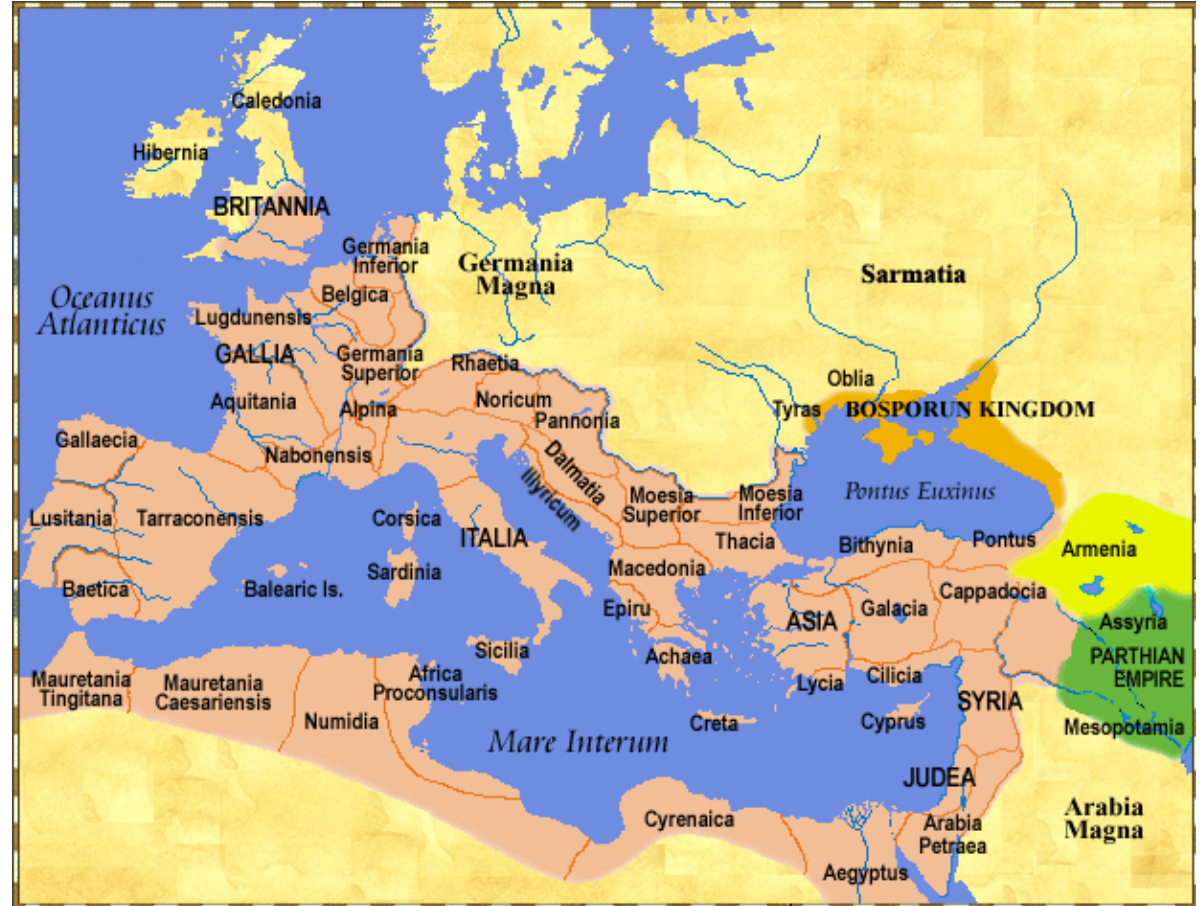 Caledonia
Hibernia
BRITANNIA
Germania
Inferior
Germania
Magna
Sarmatia
Oceanus
Atlanticus
Belgica
Lugdunensis
GALLIA
Germania
Superior
Rhaetia
Oblia
Aquitania
Alpina
Noricum
Pannonia
Tyras
BOSPORUN KINGDOM
Gallaecia
Nabonensis
Dalmatia
Illyricum
Moesia
Superior
Moesia
Inferior
Pontus Euxinus
Lusitania
Tarraconensis
Corsica
ITALIA
Thacia
Bithynia
Pontus
Armenia
Baetica
Balearic Is.
Sardinia
Macedonia
Epiru
ASIA
Galacia
Cappadocia
Assyria
PARTHIAN
EMPIRE
Mauretania
Tingitana
Mauretania
Caesariensis
Numidia
Africa
Proconsularis
Sicilia
Achaea
Lycia
Cilicia
SYRIA
Creta
Cyprus
Mesopotamia
Mare Interum
JUDEA
Cyrenaica
Arabia
Petraea
Arabia
Magna
Aegyptus